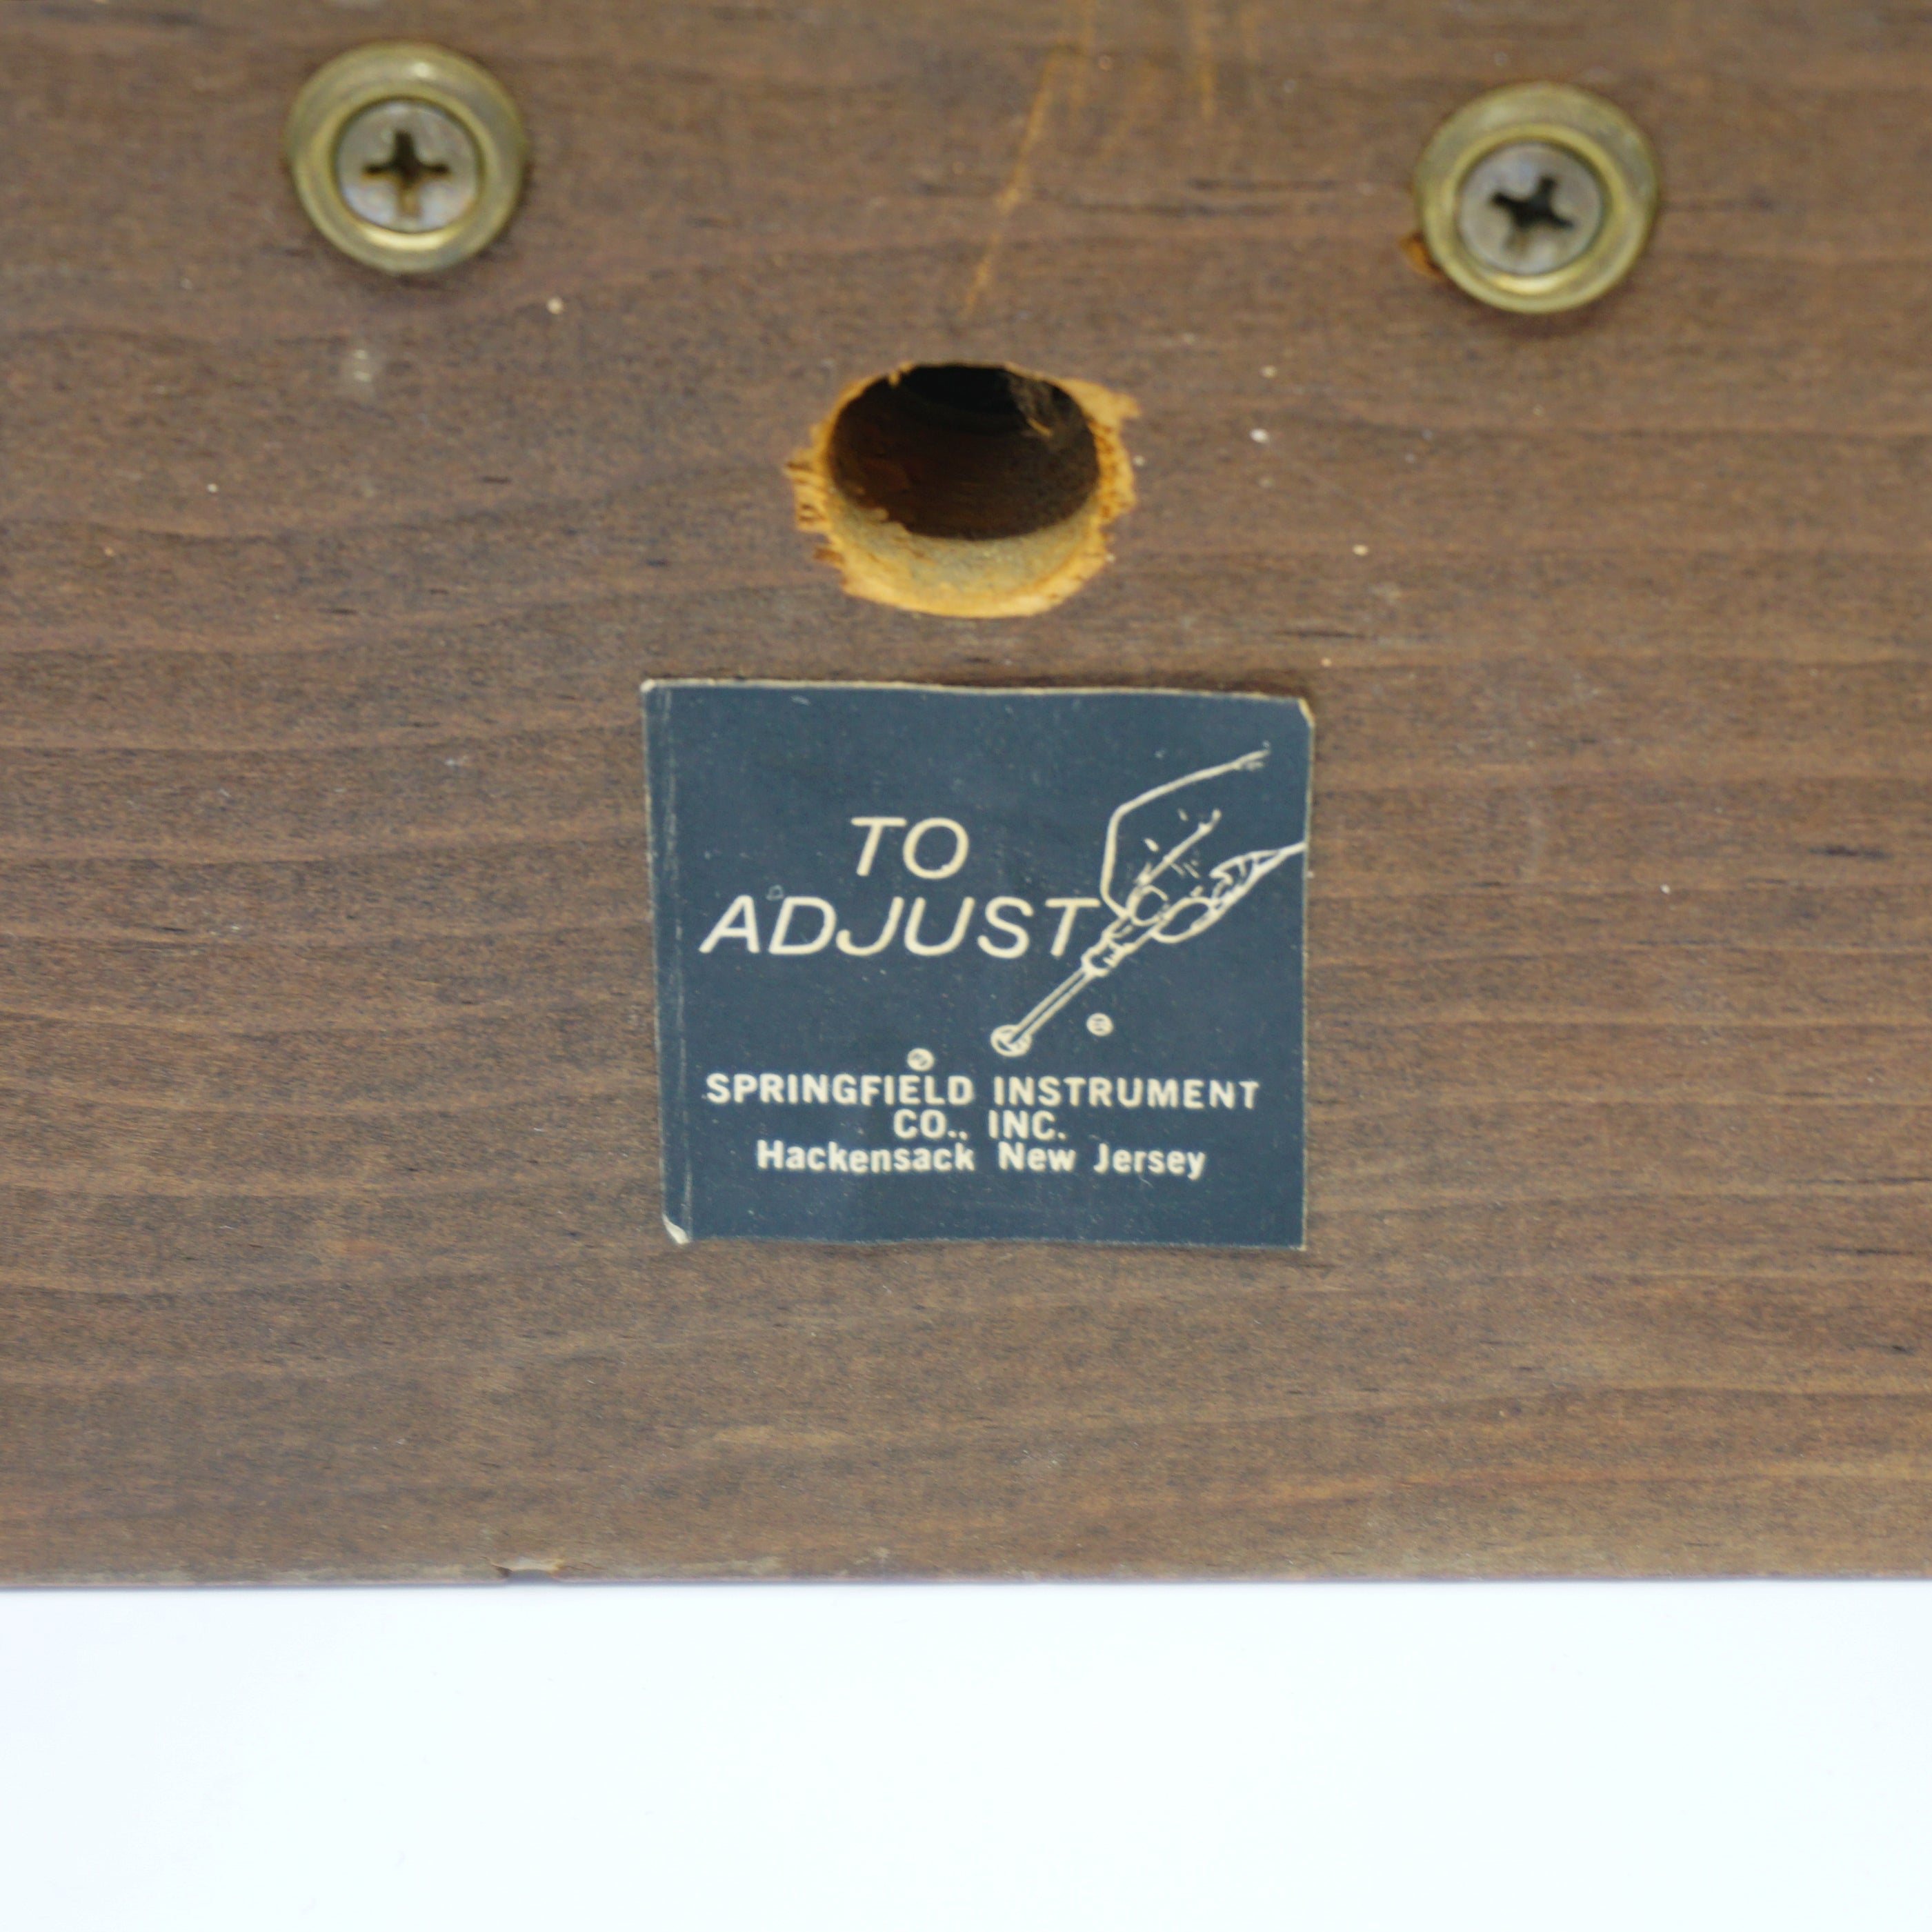 TO
ADJUST
SPRINGFIELD INSTRUMENT
CO., INC.
Hackensack New Jersey